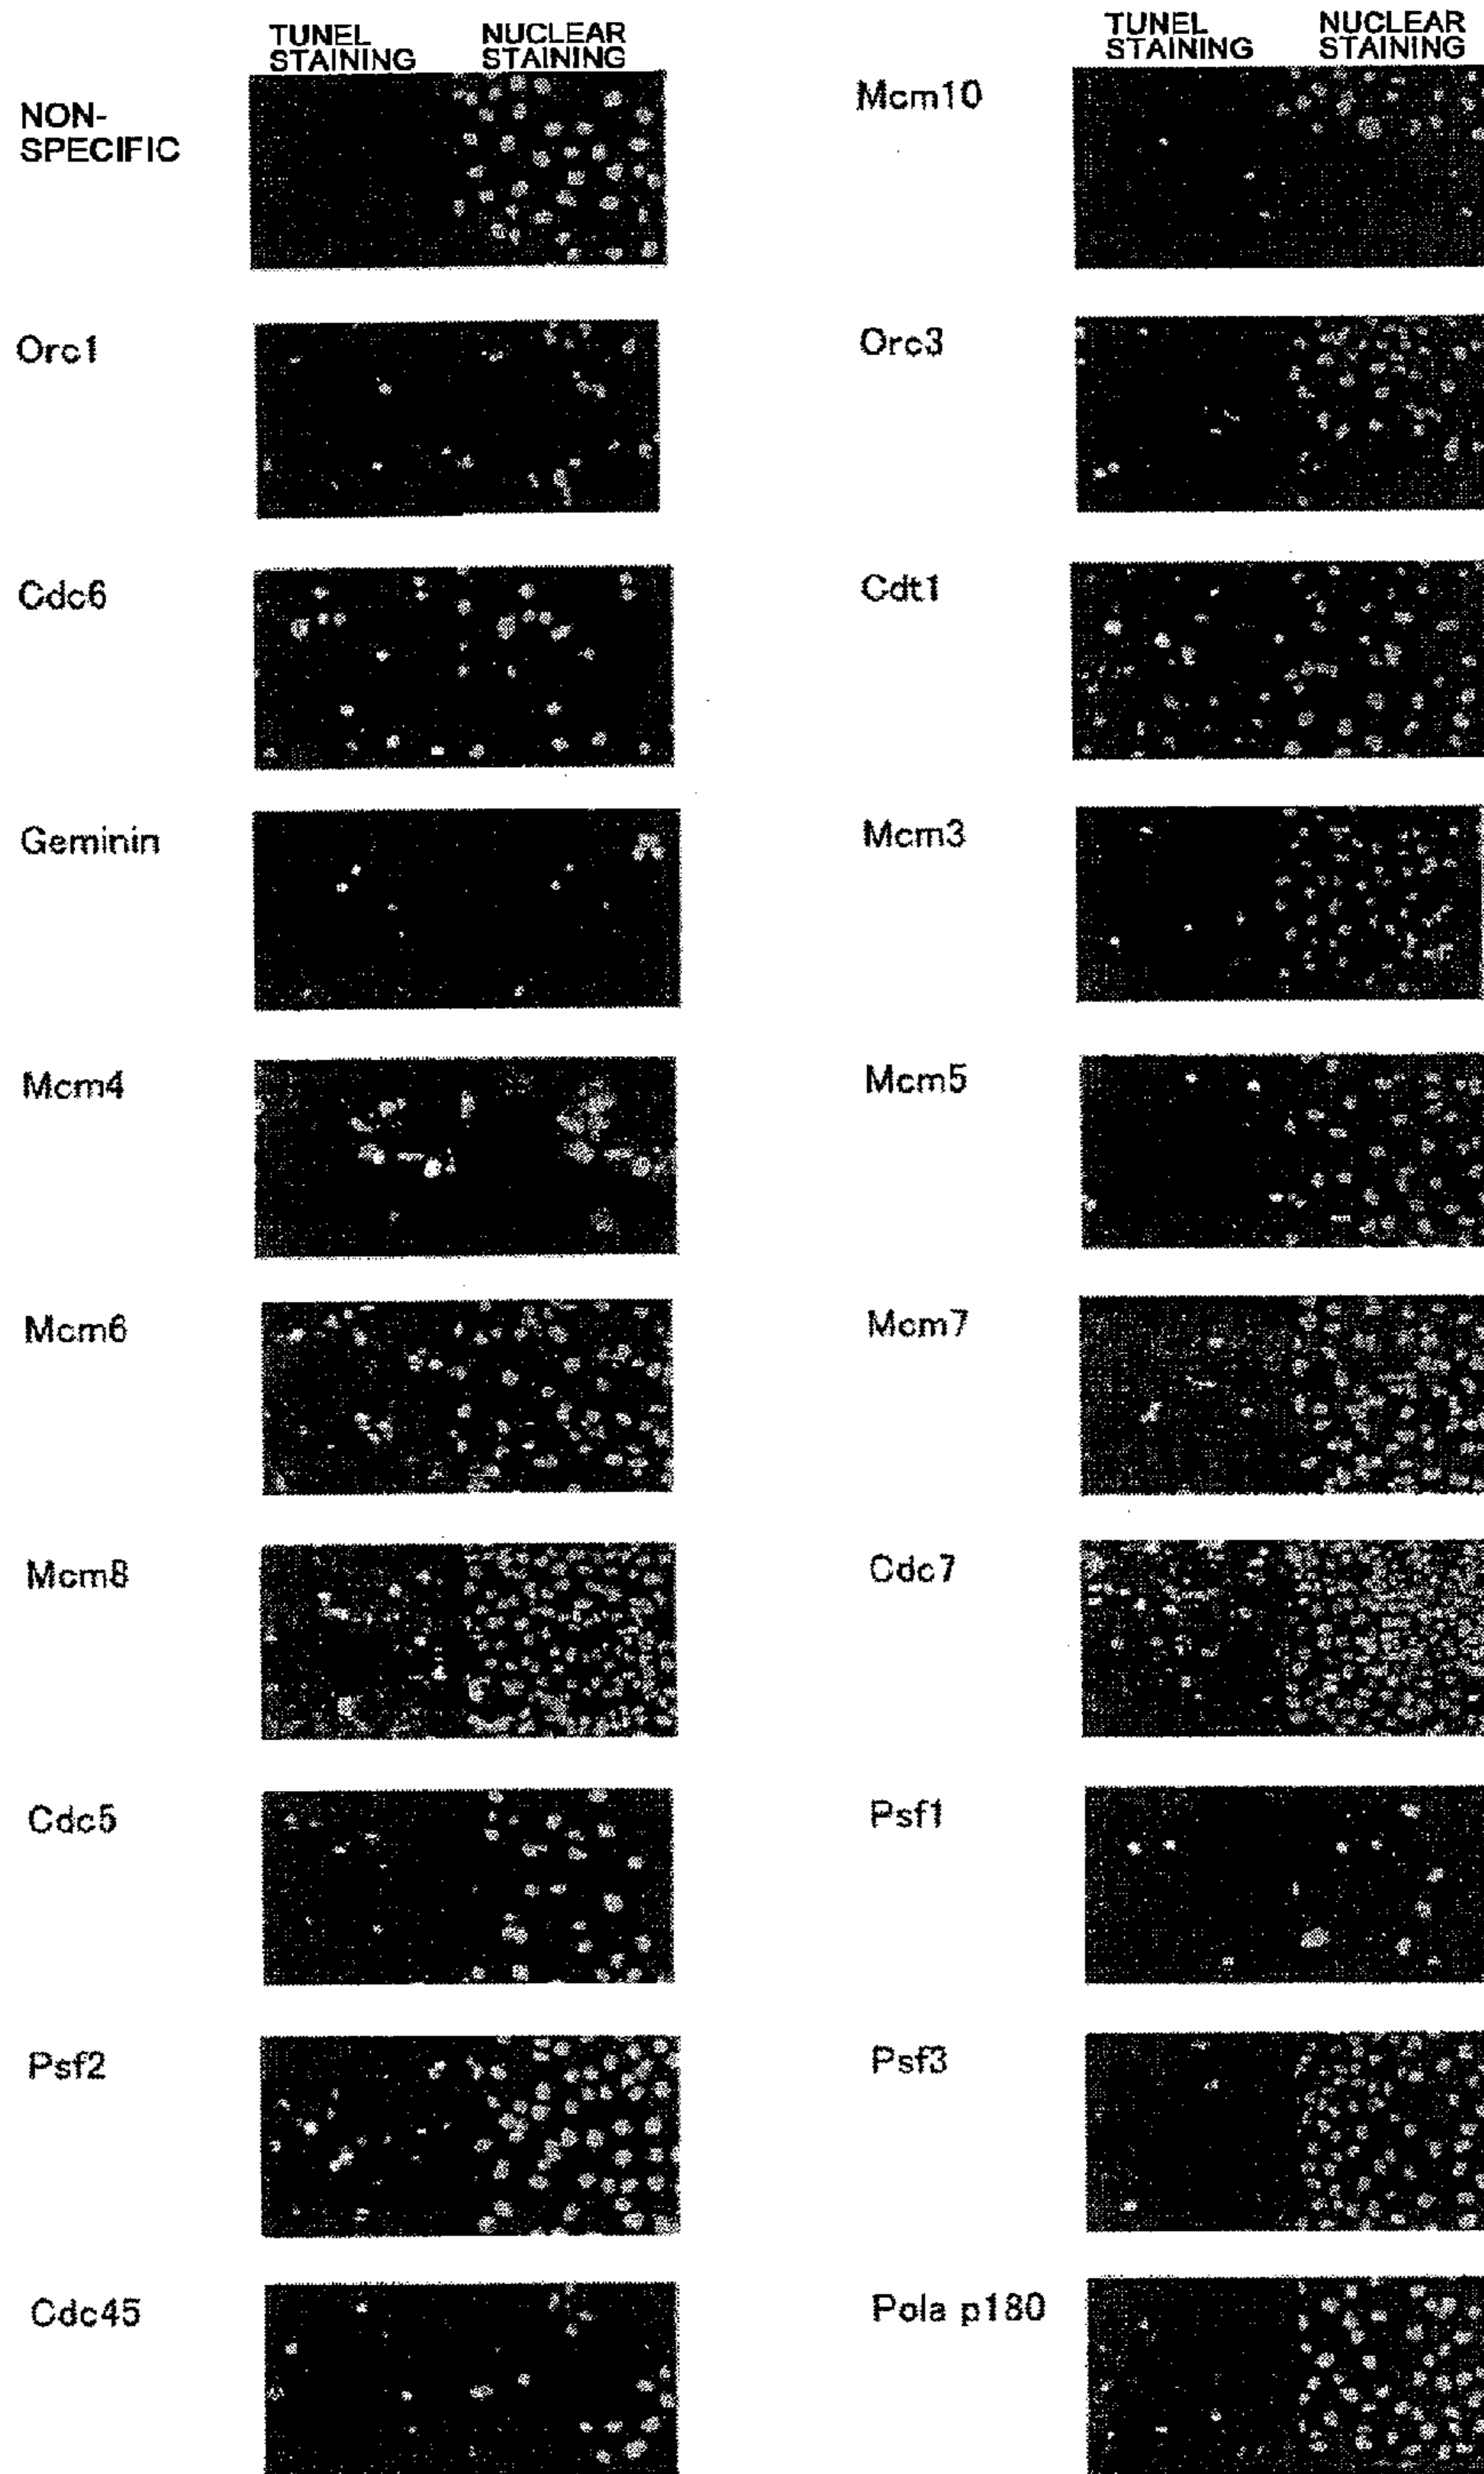 TUNEL STAINING
NUCLEAR STAINING
TUNEL STAINING
NUCLEAR STAINING
NON-
SPECIFIC
Mcm10
Orc1
Orc3
Cdc6
Cdt1
Geminin
Mcm3
Mcm4
Mcm5
Mcm6
Mcm7
Mcm8
Cdc7
Cdc5
Psf1
Psf2
Psf3
Cdc45
Pola p180